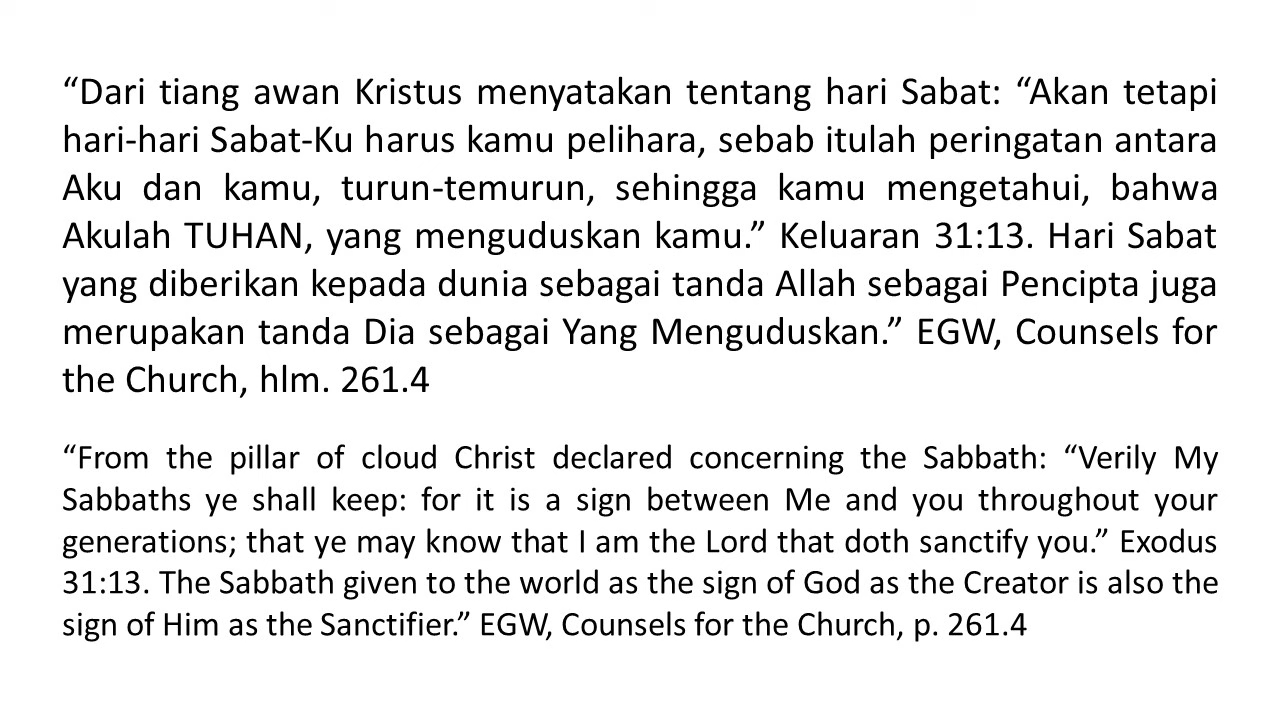 “Dari tiang awan Kristus menyatakan tentang hari Sabat: “Akan tetapi
hari-hari Sabat-Ku harus kamu pelihara, sebab itulah peringatan antara
Aku dan kamu, turun-temurun, sehingga kamu mengetahui, bahwa
Akulah TUHAN, yang menguduskan kamu.” Keluaran 31:13. Hari Sabat
yang diberikan kepada dunia sebagai tanda Allah sebagai Pencipta juga
merupakan tanda Dia sebagai Yang Menguduskan.” EGW, Counsels for
the Church, hlm. 261.4
“From the pillar of cloud Christ declared concerning the Sabbath: “Verily My
Sabbaths ye shall keep: for it is a sign between Me and you throughout your
generations; that ye may know that I am the Lord that doth sanctify you.” Exodus
31:13. The Sabbath given to the world as the sign of God as the Creator is also the
sign of Him as the Sanctifier.” EGW, Counsels for the Church, p. 261.4